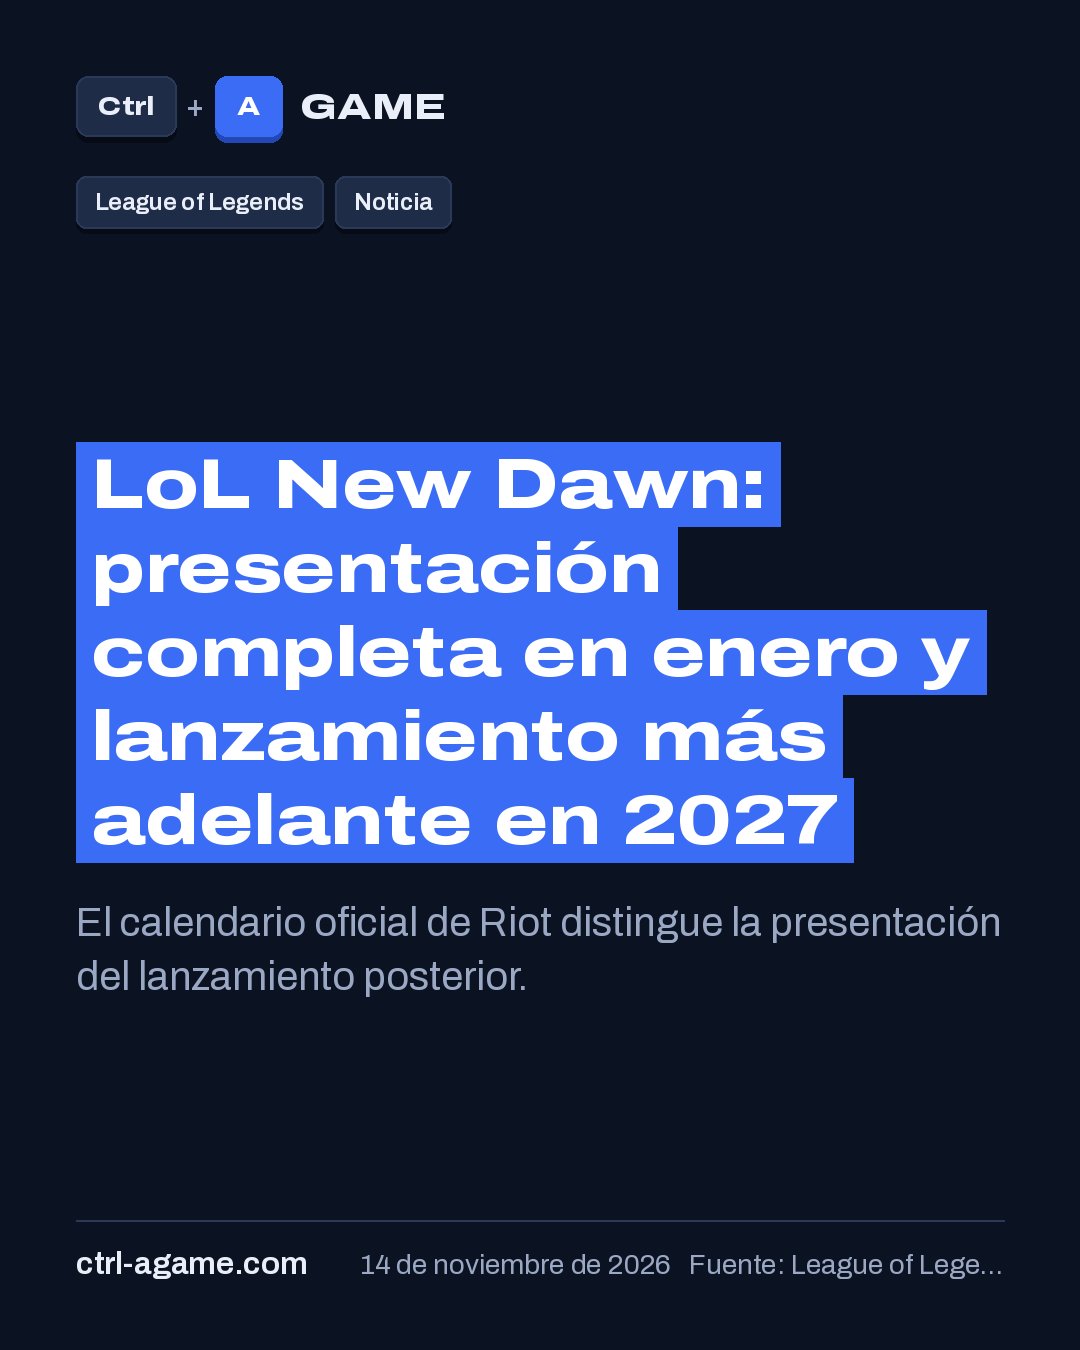 Ctrl + A GAME
League of Legends Noticia
LoL New Dawn:
presentación
completa en enero y
lanzamiento más
adelante en 2027
El calendario oficial de Riot distingue la presentación
del lanzamiento posterior.
ctrl-agame.com 14 de noviembre de 2026 Fuente: League of Lege...